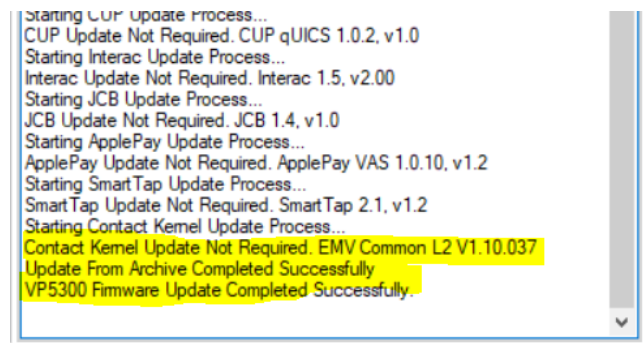 Starting CUP Update Process...
CUP Update Not Required. CUP qUICS 1.0.2, v1.0
Starting Interac Update Process...
Interac Update Not Required. Interac 1.5, v2.00
Starting JCB Update Process...
JCB Update Not Required. JCB 1.4, v1.0
Starting ApplePay Update Process...
ApplePay Update Not Required. ApplePay VAS 1.0.10, v1.2
Starting SmartTap Update Process...
SmartTap Update Not Required. SmartTap 2.1, v1.2
Starting Contact Kernel Update Process...
Contact Kernel Update Not Required. EMV Common L2 V1.10.037
Update From Archive Completed Successfully
VP5300 Firmware Update Completed Successfully.